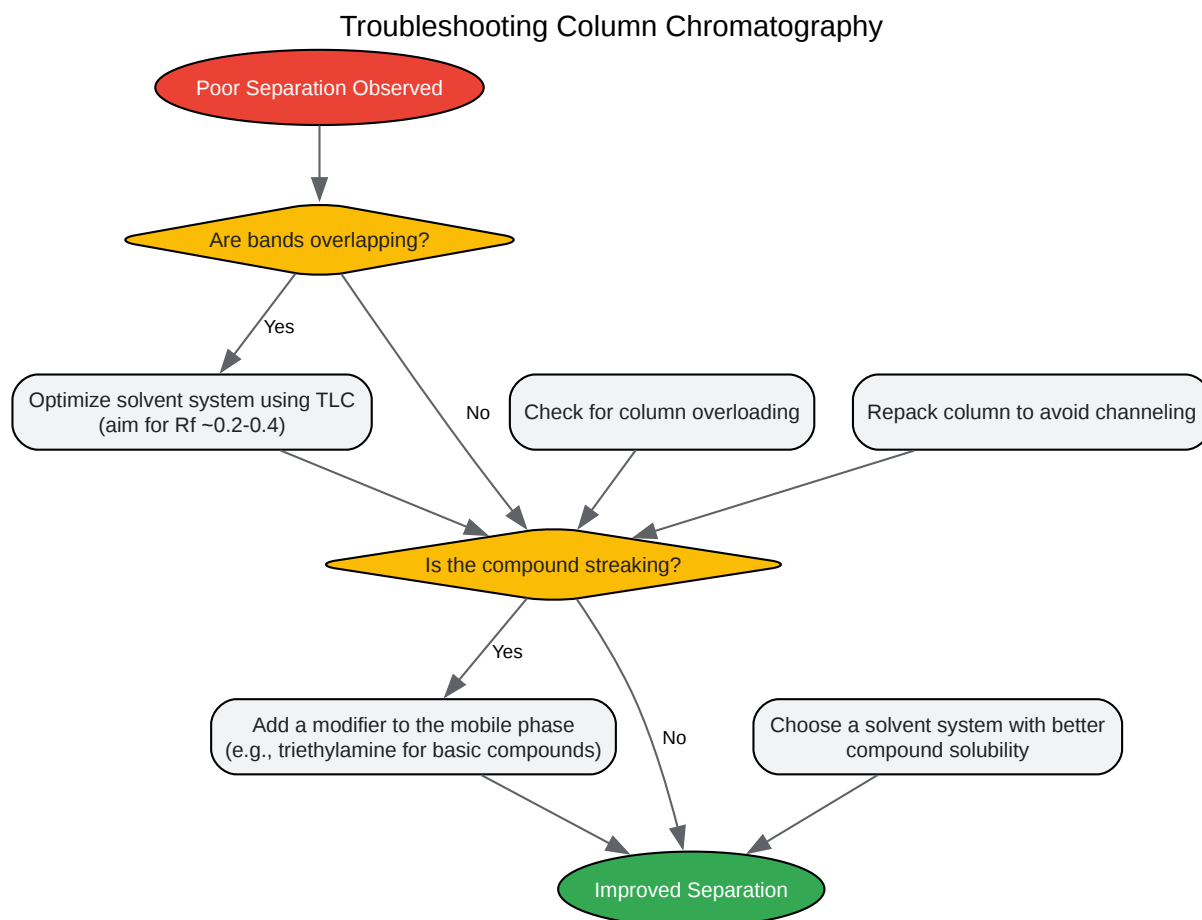 Troubleshooting Column Chromatography
Poor Separation Observed
Are bands overlapping?
Yes
No
Optimize solvent system using TLC
(aim for Rf ~0.2-0.4)
Check for column overloading
Repack column to avoid channeling
Is the compound streaking?
Yes
No
Add a modifier to the mobile phase
(e.g., triethylamine for basic compounds)
Choose a solvent system with better
compound solubility
Improved Separation